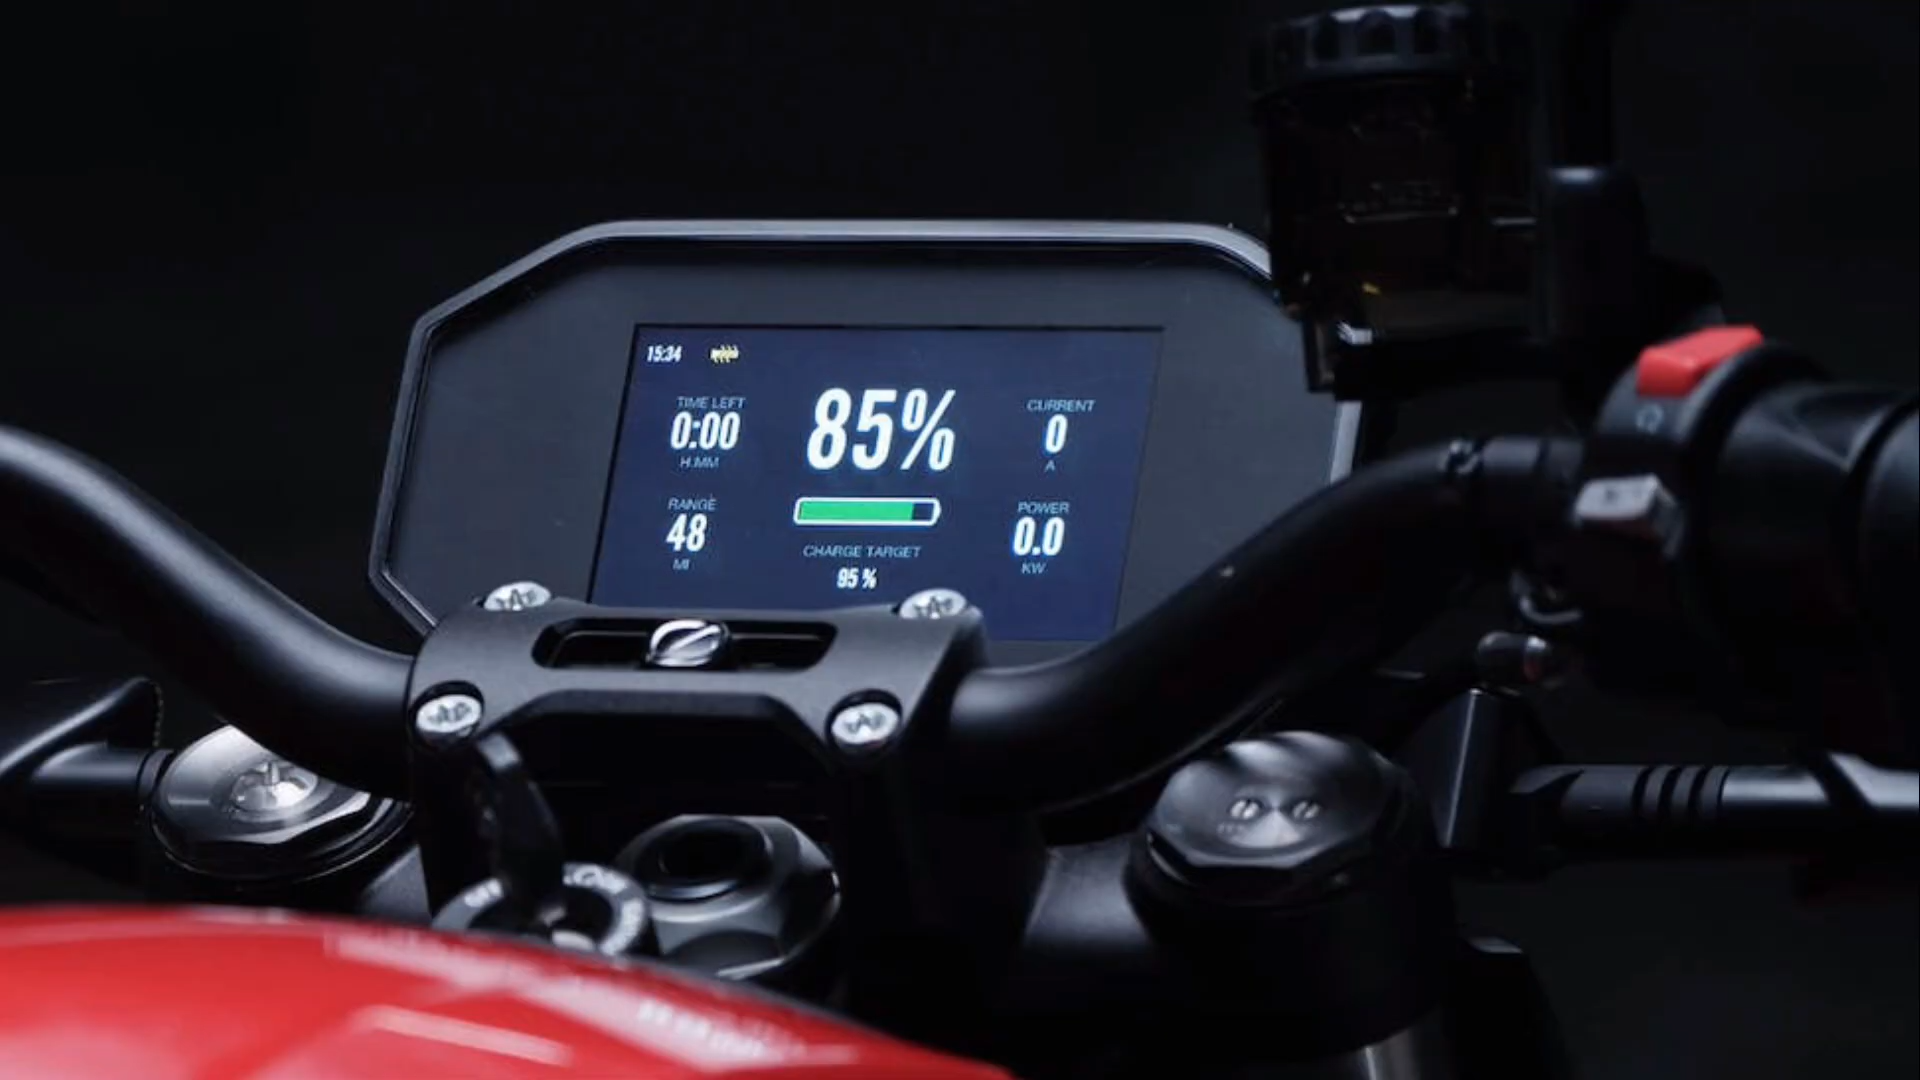 15:34
TIME LEFT
0:00
H:MM
85%
CURRENT
0
A
RANGE
48
MI
POWER
0.0
KW
CHARGE TARGET
95 %